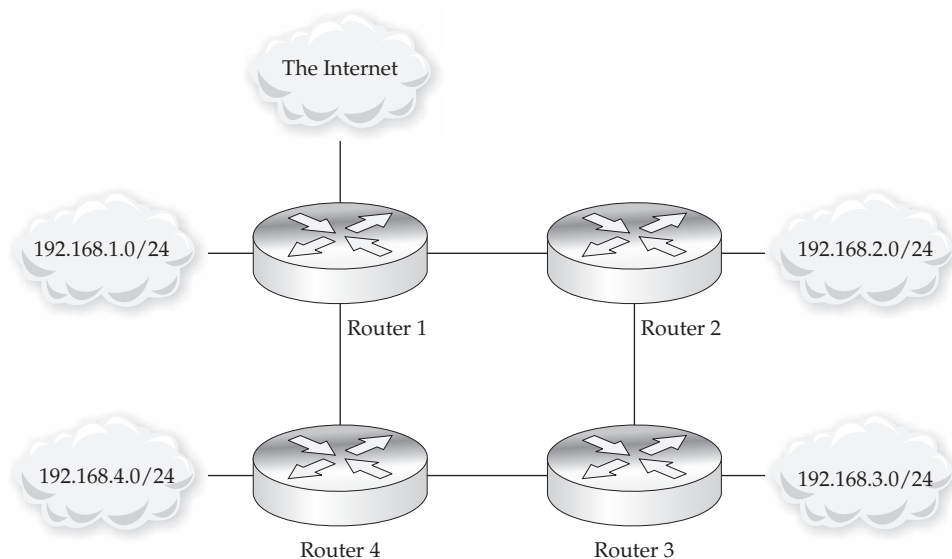 The Internet
192.168.1.0/24
192.168.2.0/24
Router 1
Router 2
192.168.4.0/24
192.168.3.0/24
Router 4
Router 3